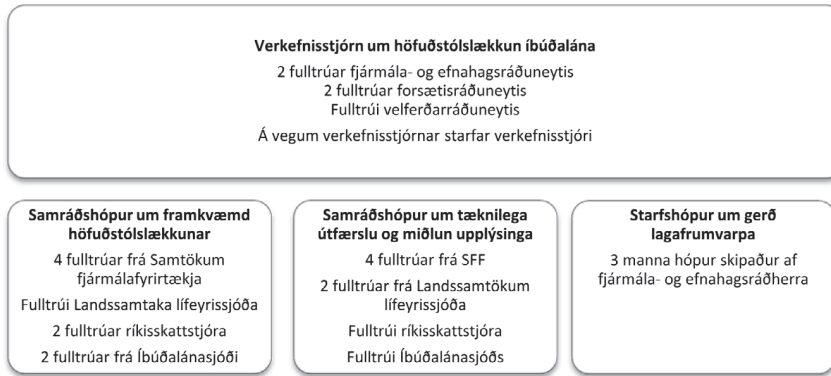 Verkefnisstjórn um höfuðstólslækkun íbúðalána
2 fulltrúar fjármála- og efnahagsráðuneytis
2 fulltrúar forsætisráðuneytis
Fulltrúi velferðarráðuneytis
Á vegum verkefnisstjórnar starfar verkefnisstjóri
Samráðshópur um framkvæmd
höfuðstólslækkunar
4 fulltrúar frá Samtökum
fjármálafyrirtækja
Fulltrúi Landssamtaka lífeyrissjóða
2 fulltrúar ríkisskattstjóra
2 fulltrúar frá Íbúðalánasjóði
Samráðshópur um tæknilega
útfærslu og miðlun upplýsinga
4 fulltrúar frá SFF
2 fulltrúar frá Landssamtökum
lífeyrissjóða
Fulltrúi ríkisskattstjóra
Fulltrúi Íbúðalánasjóðs
Starfshópur um gerð
lagafrumvarpa
3 manna hópur skipaður af
fjármála- og efnahagsráðherra